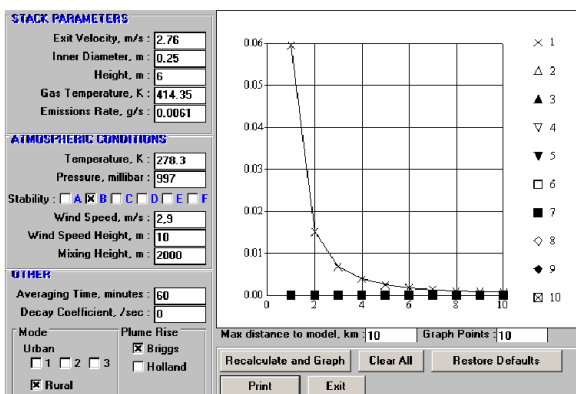 STACK PARAMETERS
Exit Velocity, m/s : 2.76
Inner Diameter, m : 0.25
Height, m : 6
Gas Temperature, K : 414.35
Emissions Rate, g/s : 0.0061
ATMOSPHERIC CONDITIONS
Temperature, K : 278.3
Pressure, millibar : 997
Stability : A B C D E F
Wind Speed, m/s : 2,9
Wind Speed Height, m : 10
Mixing Height, m : 2000
OTHER
Averaging Time, minutes : 60
Decay Coefficient, /sec : 0
Mode
Urban
1 2 3
Rural
Plume Rise
Briggs
Holland
0.06
0.05
0.04
0.03
0.02
0.01
0.00
0 2 4 6 8 10
1
2
3
4
5
6
7
8
9
10
Max distance to model, km : 10 Graph Points : 10
Recalculate and Graph Clear All Restore Defaults
Print Exit